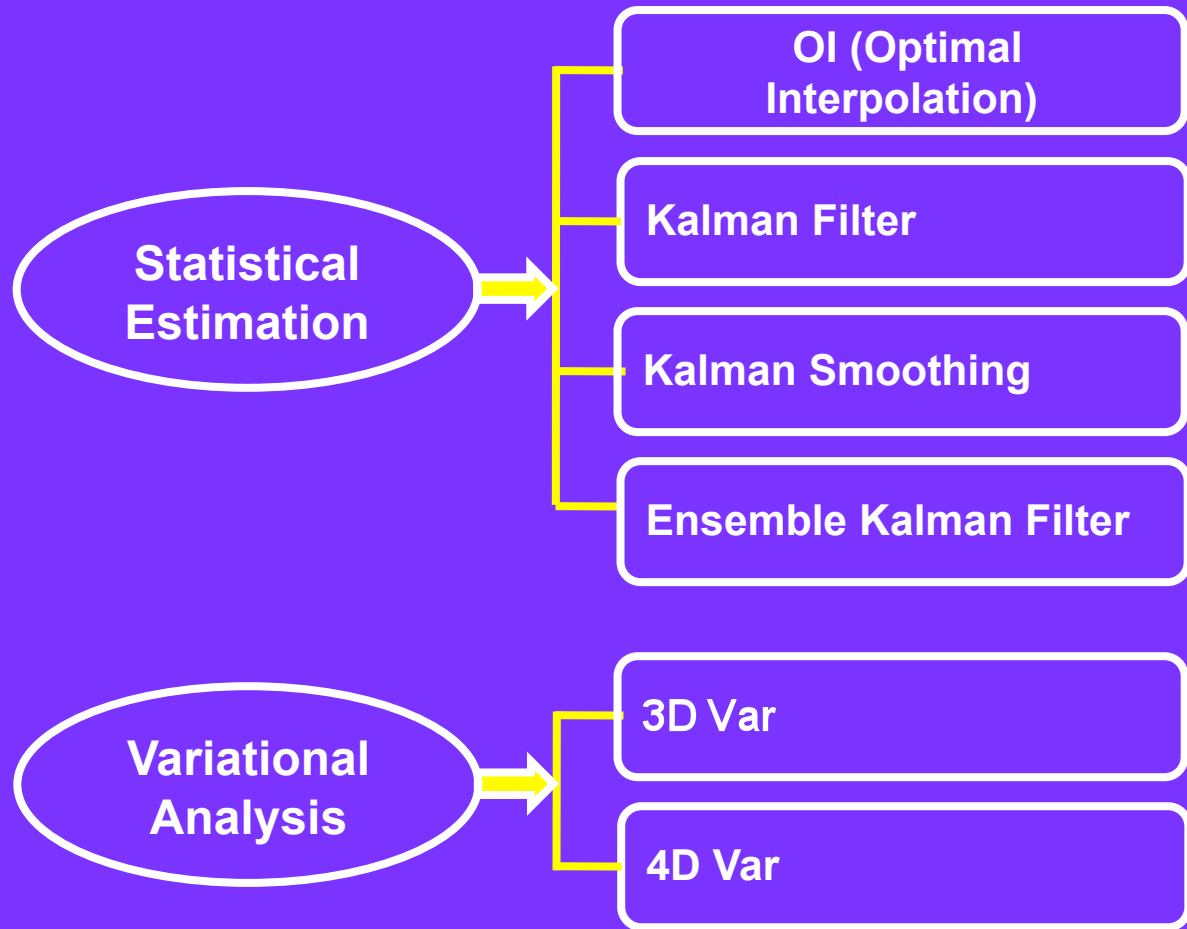 Statistical
Estimation
OI (Optimal
Interpolation)
Kalman Filter
Kalman Smoothing
Ensemble Kalman Filter
Variational
Analysis
3D Var
4D Var